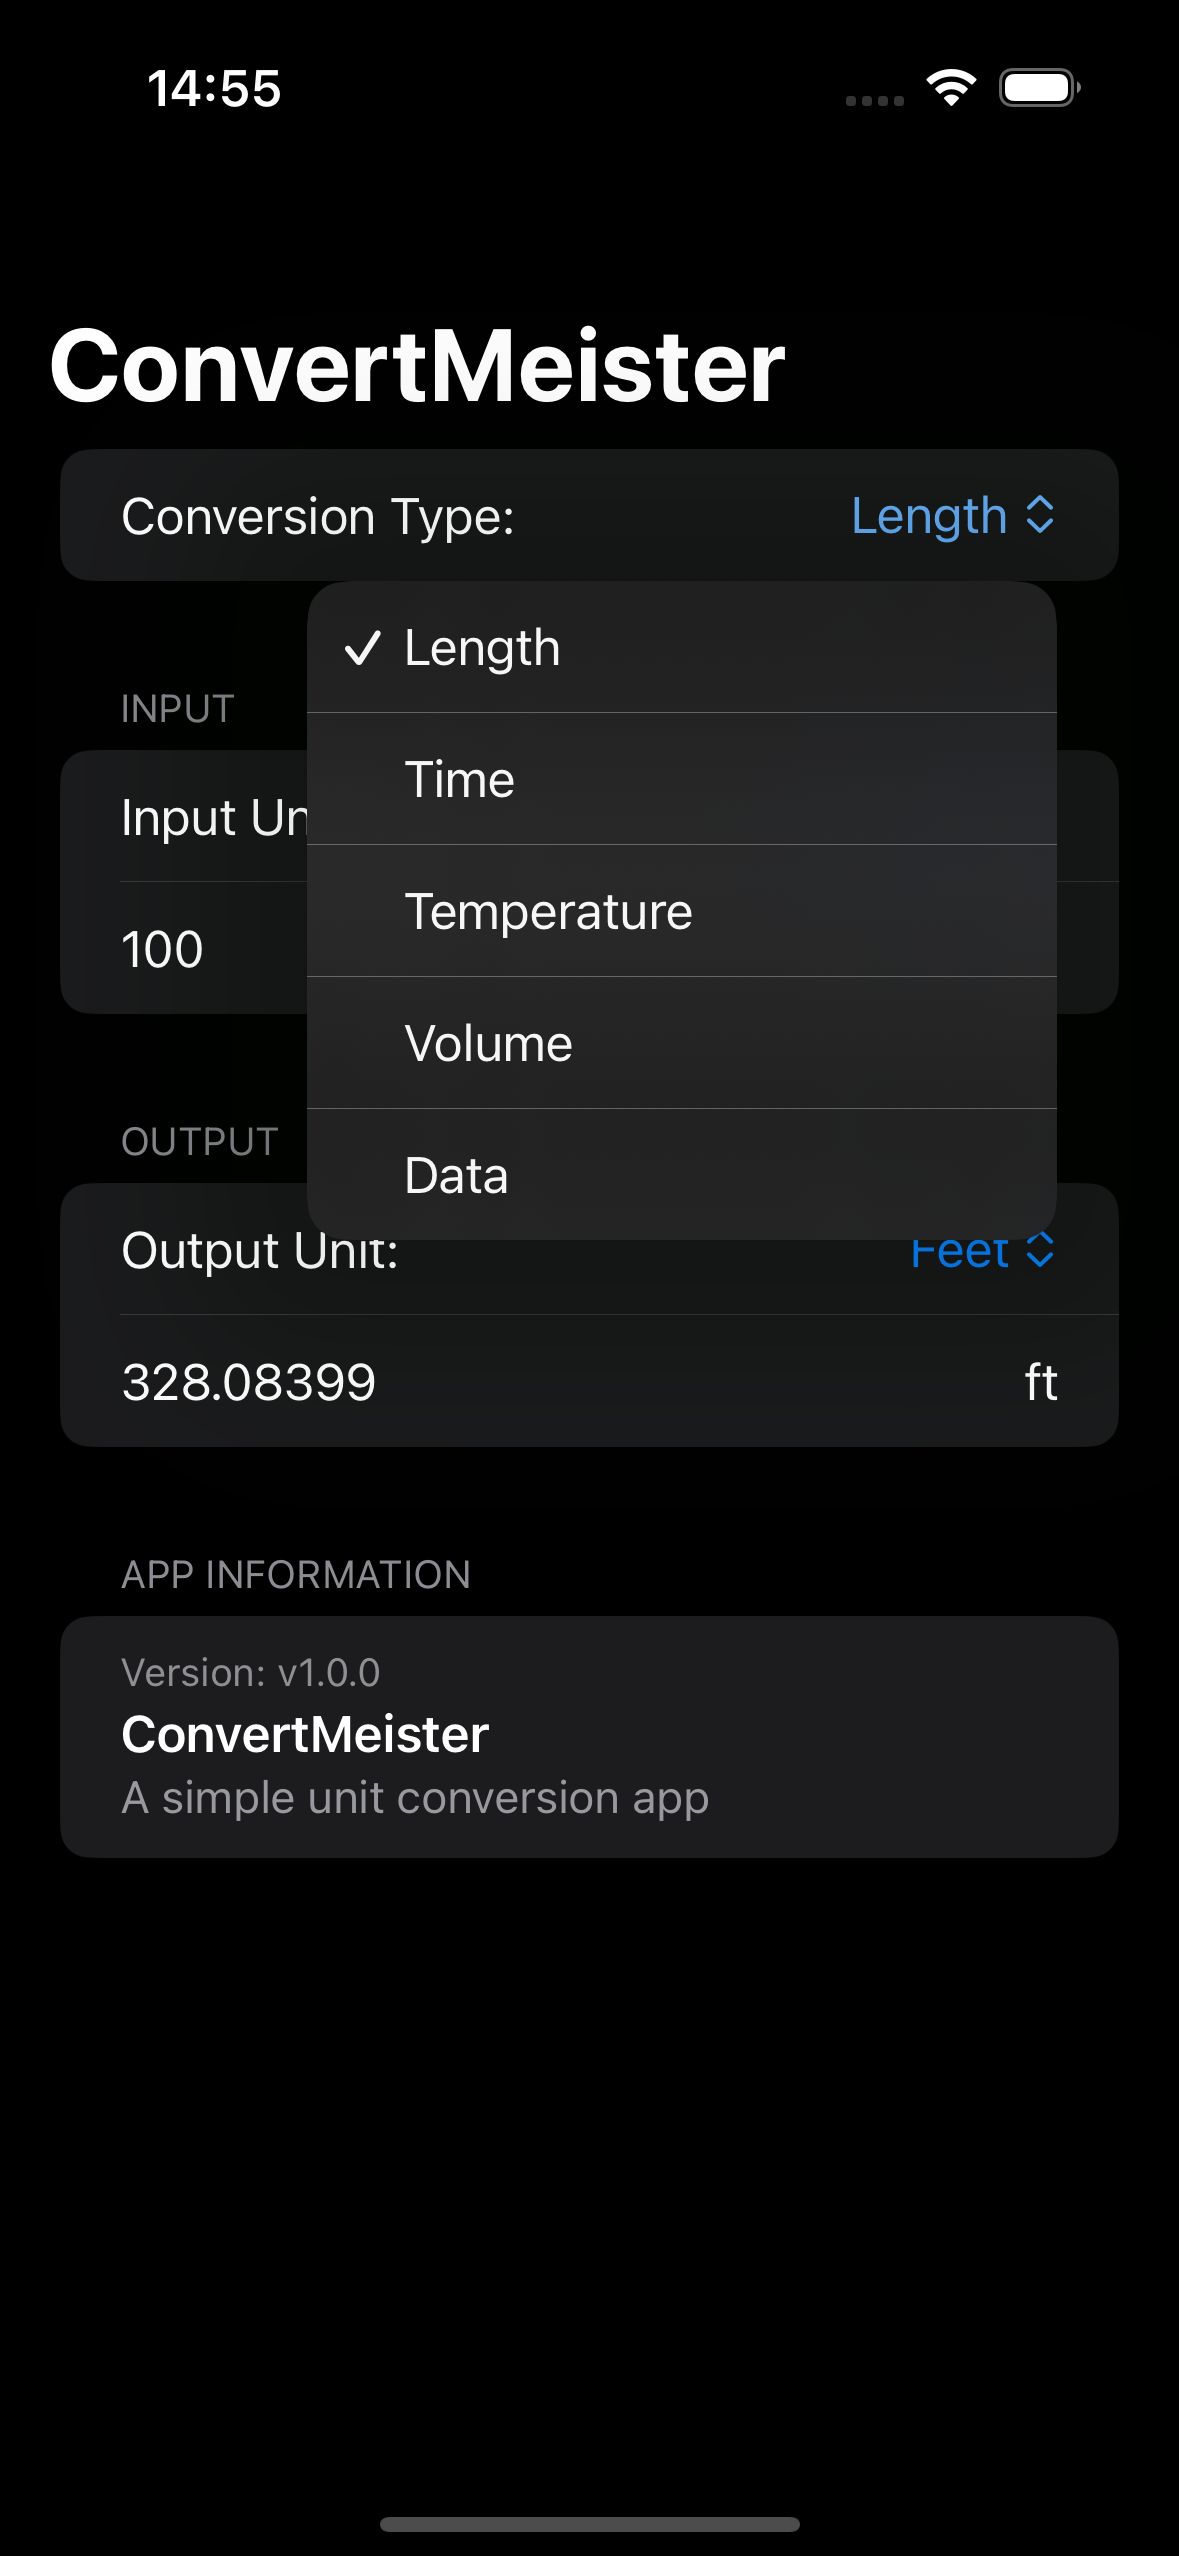 14:55
ConvertMeister
Conversion Type: Length
Length
INPUT
Time
Input Un
Temperature
100
Volume
OUTPUT
Data
Output Unit: Feet
328.08399 ft
APP INFORMATION
Version: v1.0.0
ConvertMeister
A simple unit conversion app